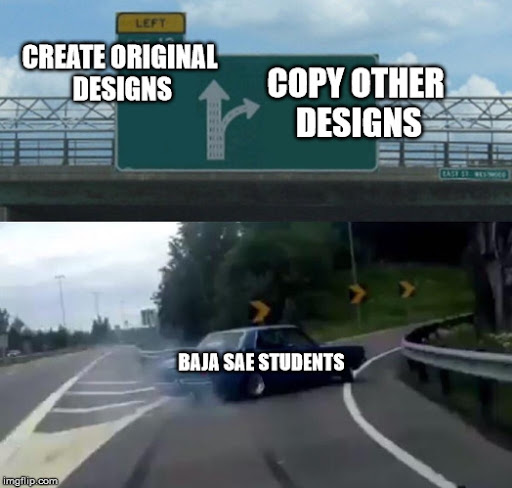 LEFT
CREATE ORIGINAL
DESIGNS
COPY OTHER
DESIGNS
BAJA SAE STUDENTS
imgflip.com